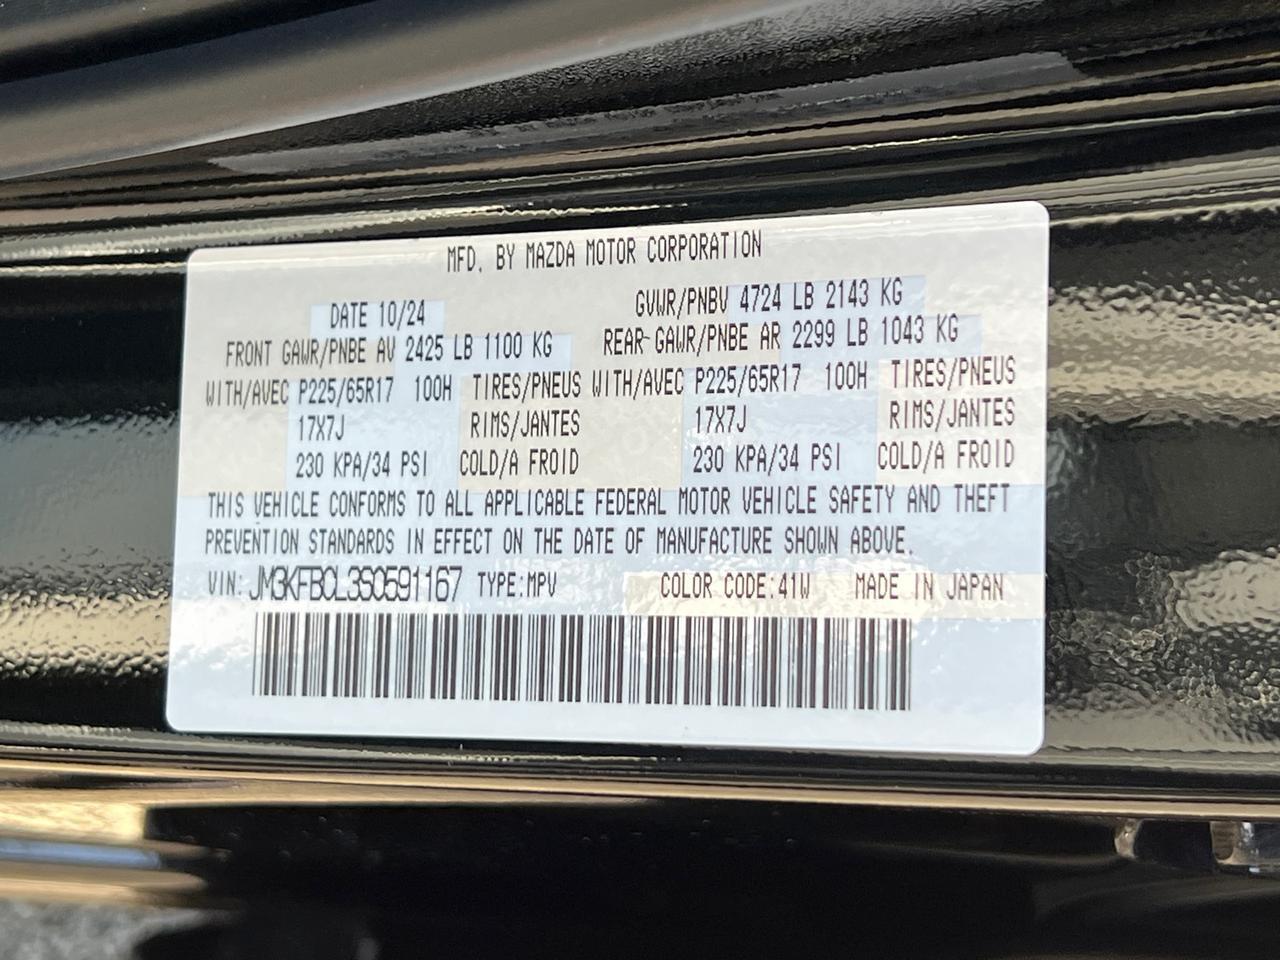 MFD. BY MAZDA MOTOR CORPORATION
DATE 10/24 GVWR/PNBV 4724 LB 2143 KG
FRONT GAWR/PNBE AV 2425 LB 1100 KG REAR GAWR/PNBE AR 2299 LB 1043 KG
WITH/AVEC P225/65R17 100H TIRES/PNEUS WITH/AVEC P225/65R17 100H TIRES/PNEUS
17X7J RIMS/JANTES 17X7J RIMS/JANTES
230 KPA/34 PSI COLD/A FROID 230 KPA/34 PSI COLD/A FROID
THIS VEHICLE CONFORMS TO ALL APPLICABLE FEDERAL MOTOR VEHICLE SAFETY AND THEFT
PREVENTION STANDARDS IN EFFECT ON THE DATE OF MANUFACTURE SHOWN ABOVE.
VIN: JM3KFBCL3S0591167 TYPE:MPV COLOR CODE:41W MADE IN JAPAN